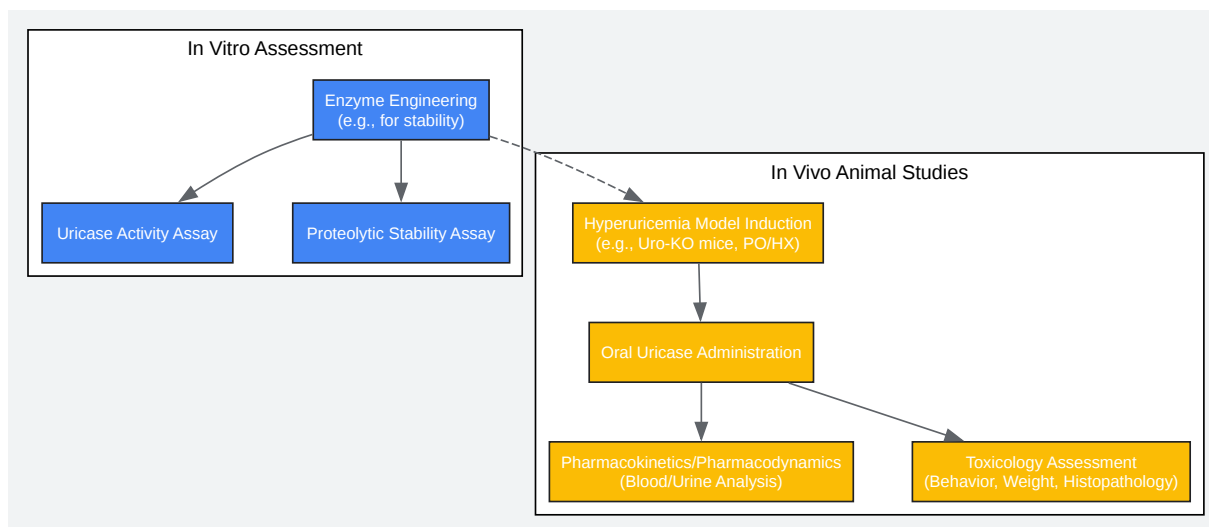 In Vitro Assessment
Enzyme Engineering
(e.g., for stability)
Uricase Activity Assay
Proteolytic Stability Assay
In Vivo Animal Studies
Hyperuricemia Model Induction
(e.g., Uro-KO mice, PO/HX)
Oral Uricase Administration
Pharmacokinetics/Pharmacodynamics
(Blood/Urine Analysis)
Toxicology Assessment
(Behavior, Weight, Histopathology)